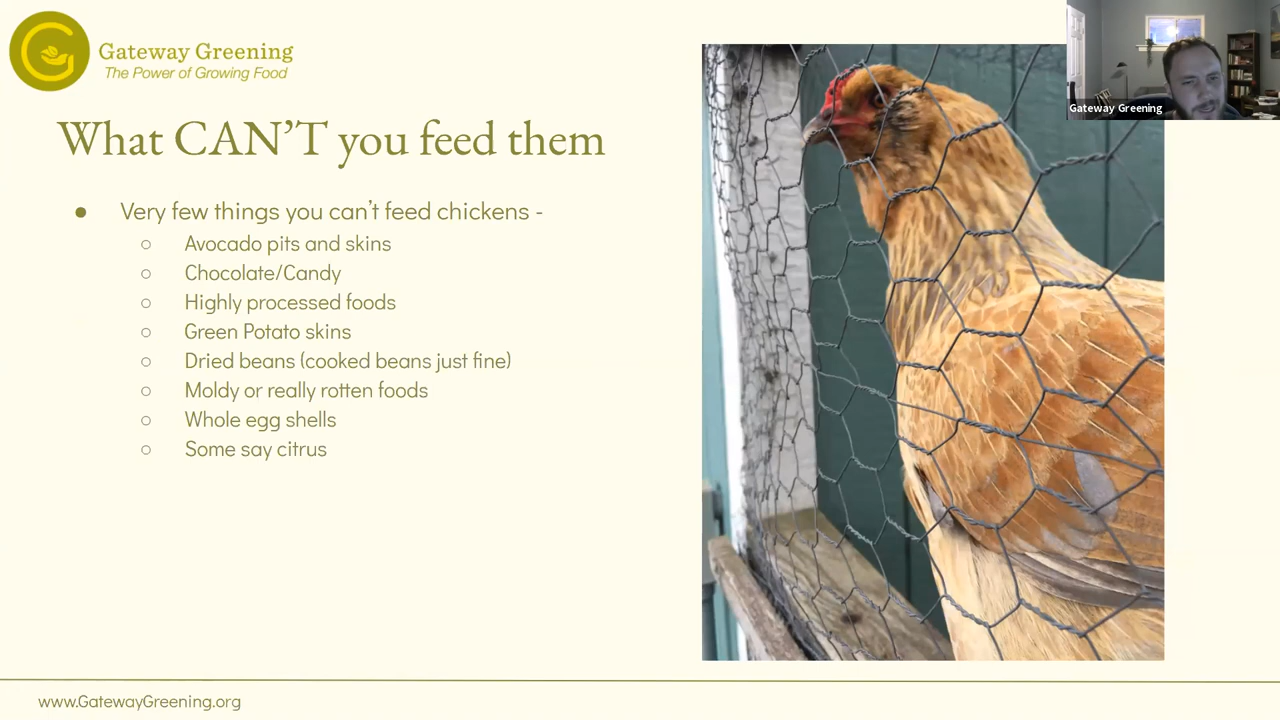 Gateway Greening
The Power of Growing Food
Gateway Greening
What CAN'T you feed them
● Very few things you can't feed chickens -
○ Avocado pits and skins
○ Chocolate/Candy
○ Highly processed foods
○ Green Potato skins
○ Dried beans (cooked beans just fine)
○ Moldy or really rotten foods
○ Whole egg shells
○ Some say citrus
www.GatewayGreening.org